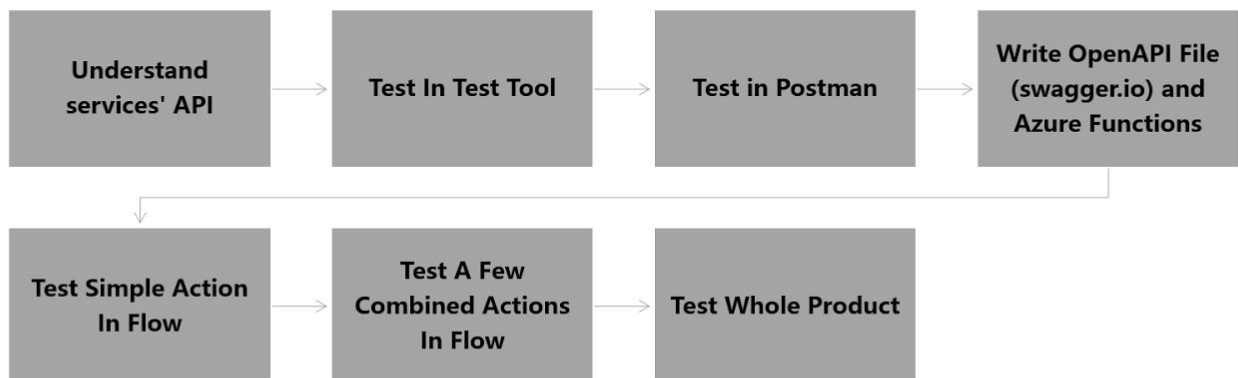 Understand
services' API
Test In Test Tool
Test in Postman
Write OpenAPI File
(swagger.io) and
Azure Functions
Test Simple Action
In Flow
Test A Few
Combined Actions
In Flow
Test Whole Product